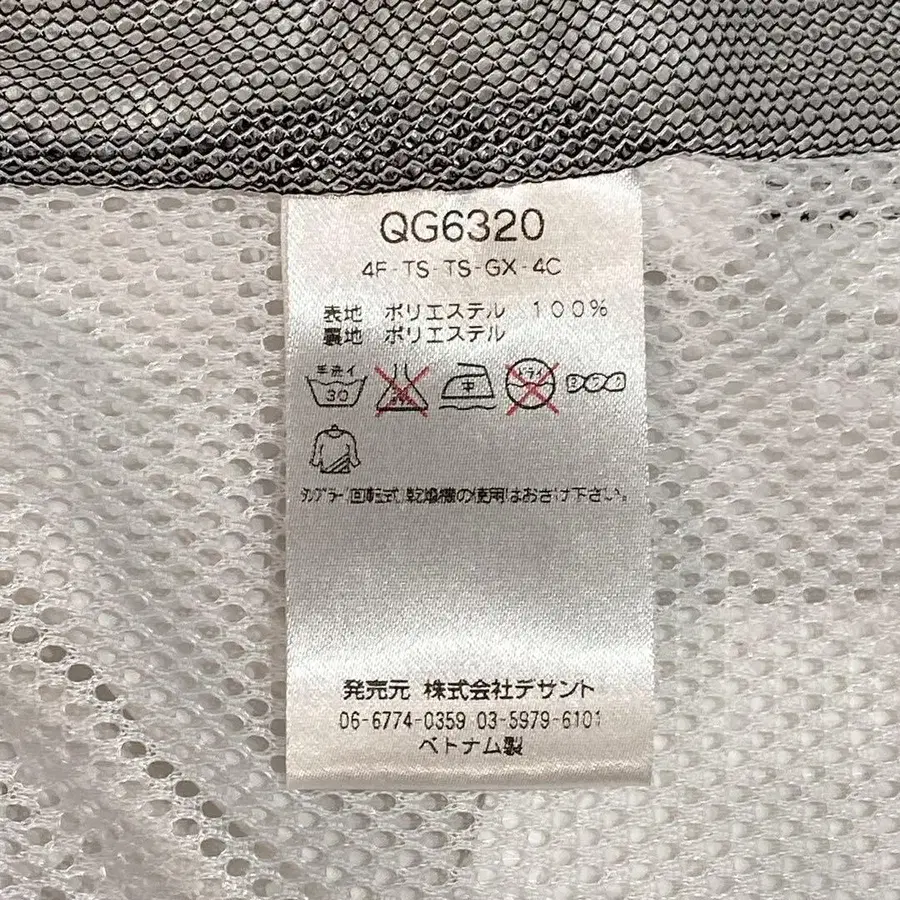 QG6320
4F-TS-TS-GX-4C
表地 ポリエステル 100%
裏地 ポリエステル
手洗イ
30
中
ドライ
タンブラー(回転式)乾燥機の使用はおさけ下さい。
発売元 株式会社デサント
06-6774-0359 03-5979-6101
ベトナム製